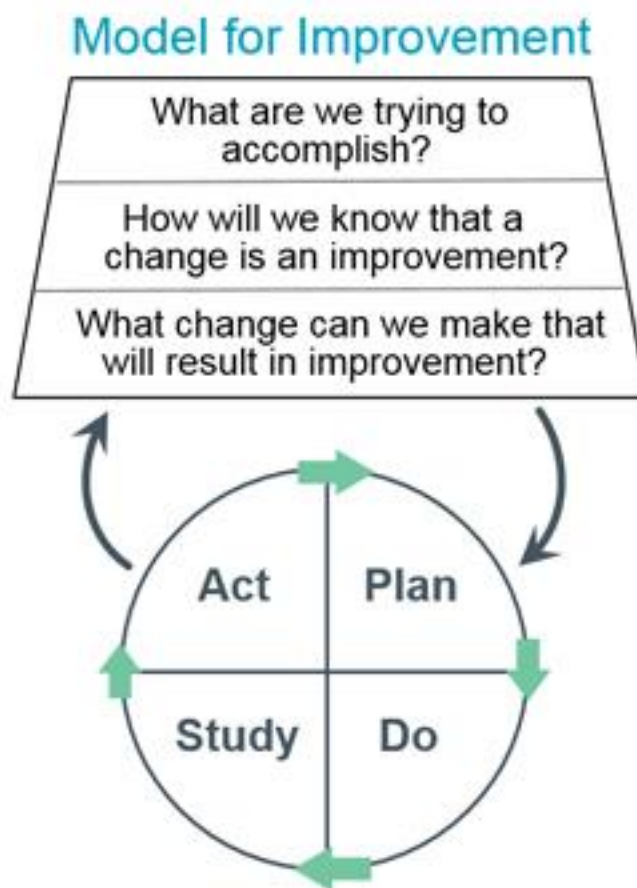 Model for Improvement
What are we trying to
accomplish?
How will we know that a
change is an improvement?
What change can we make that
will result in improvement?
Act
Plan
Study
Do